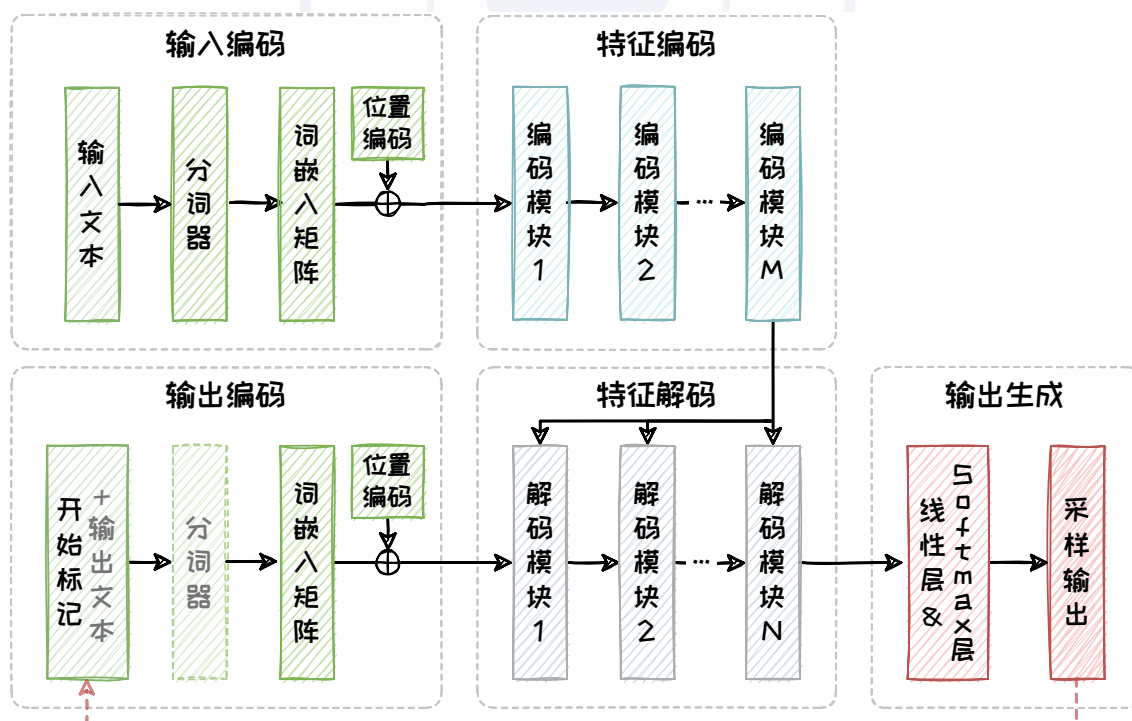 输入编码
输入文本
分词器
词嵌入矩阵
位置
编码
特征编码
编码模块1
编码模块2
...
编码模块M
输出编码
开始标记
+输出文本
分词器
词嵌入矩阵
位置
编码
特征解码
解码模块1
解码模块2
...
解码模块N
输出生成
线性层&
Softmax层
采样输出